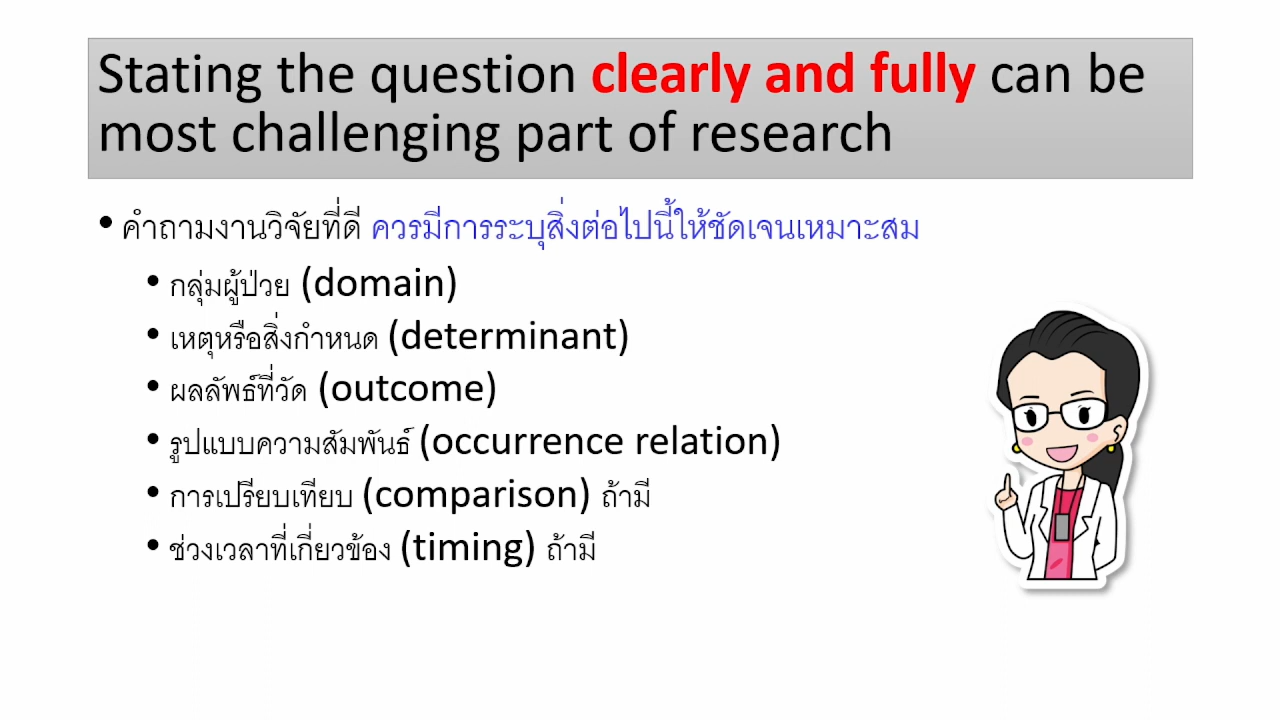 Stating the question clearly and fully can be
most challenging part of research
• คำถามงานวิจัยที่ดี ควรมีการระบุสิ่งต่อไปนี้ให้ชัดเจนเหมาะสม
• กลุ่มผู้ป่วย (domain)
• เหตุหรือสิ่งกำหนด (determinant)
• ผลลัพธ์ที่วัด (outcome)
• รูปแบบความสัมพันธ์ (occurrence relation)
• การเปรียบเทียบ (comparison) ถ้ามี
• ช่วงเวลาที่เกี่ยวข้อง (timing) ถ้ามี